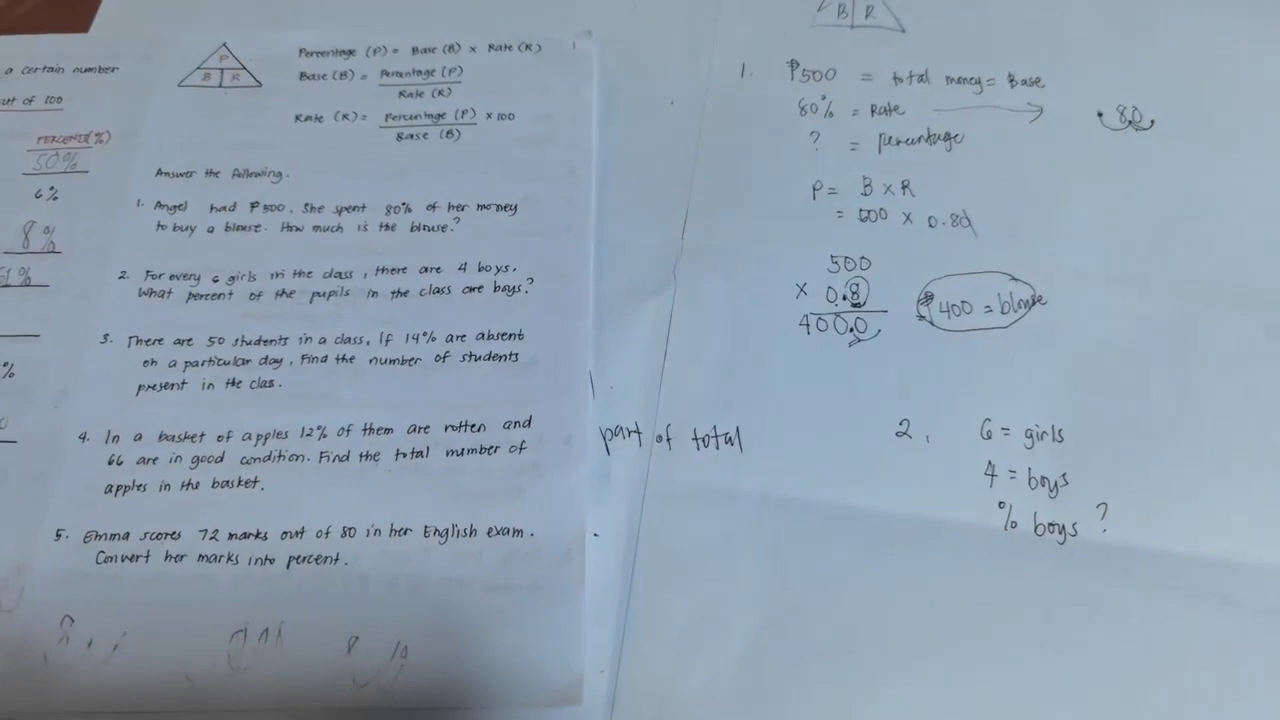 a certain number
out of 100
PERCENT(%)
50%
6%
8%
51%
%
P
B R
Percentage (P) = Base (B) x Rate (R)
Base (B) = Percentage (P)
Rate (R)
Rate (R) = Percentage (P) x 100
Base (B)
Answer the following.
1. Angel had ₱500. She spent 80% of her money
to buy a blouse. How much is the blouse?
2. For every 6 girls in the class, there are 4 boys.
What percent of the pupils in the class are boys?
3. There are 50 students in a class, If 14% are absent
on a particular day, Find the number of students
present in the clas.
4. In a basket of apples 12% of them are rotten and
66 are in good condition. Find the total number of
apples in the basket.
5. Emma scores 72 marks out of 80 in her English exam.
Convert her marks into percent.
part of total
B R
1. ₱500 = total money = Base
80% = Rate
.80
? = percentage
P = B x R
= 500 x 0.80
500
x 0.8
400.0
₱400 = blouse
2. 6 = girls
4 = boys
% boys ?